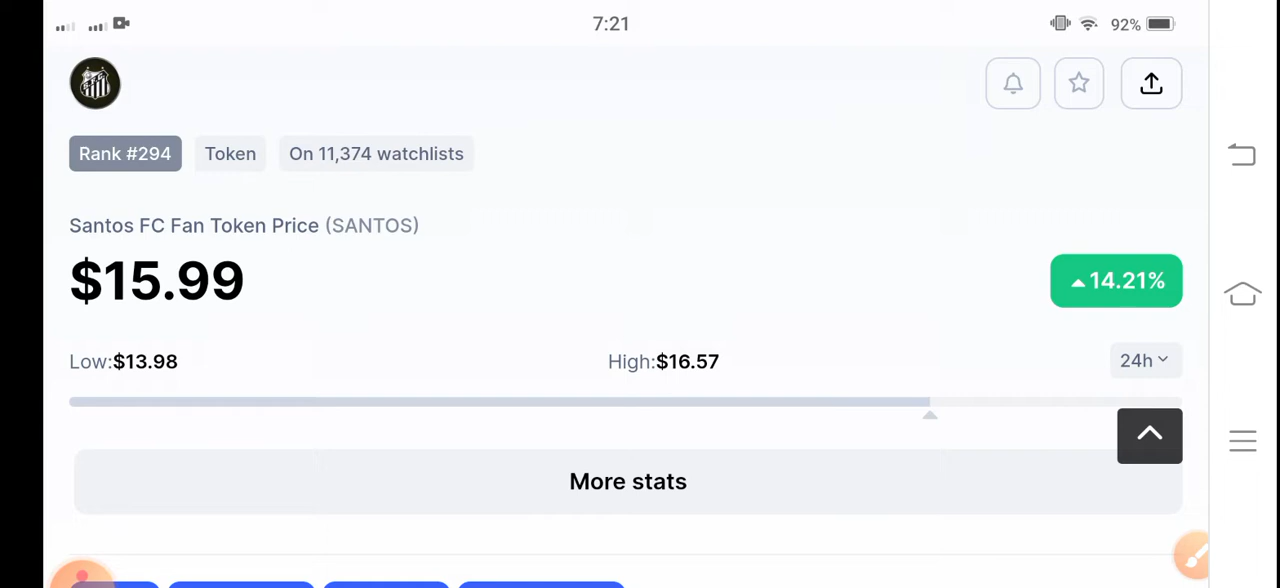 7:21
92%
Rank #294
Token
On 11,374 watchlists
Santos FC Fan Token Price (SANTOS)
$15.99
14.21%
Low:$13.98
High:$16.57
24h
More stats